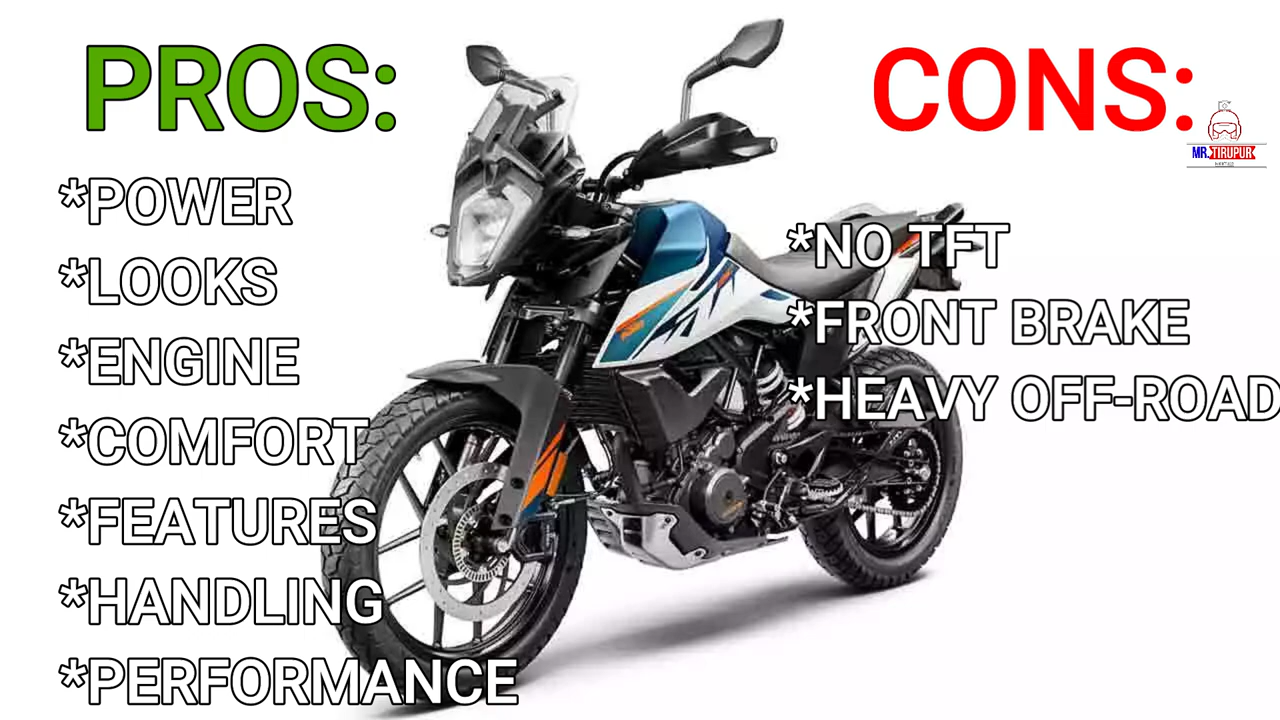 PROS:
*POWER
*LOOKS
*ENGINE
*COMFORT
*FEATURES
*HANDLING
*PERFORMANCE
CONS:
MR. TIRUPUR
*NO TFT
*FRONT BRAKE
*HEAVY OFF-ROAD